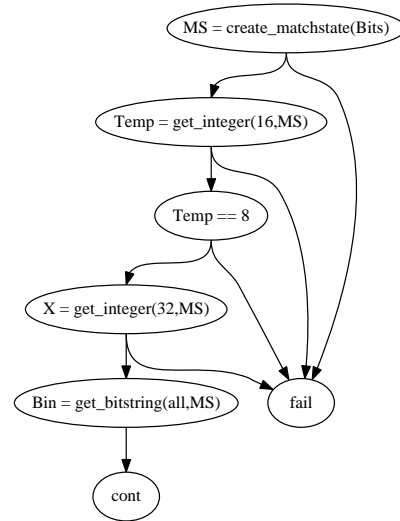 MS = create_matchstate(Bits)
Temp = get_integer(16,MS)
Temp == 8
X = get_integer(32,MS)
Bin = get_bitstring(all,MS)
fail
cont